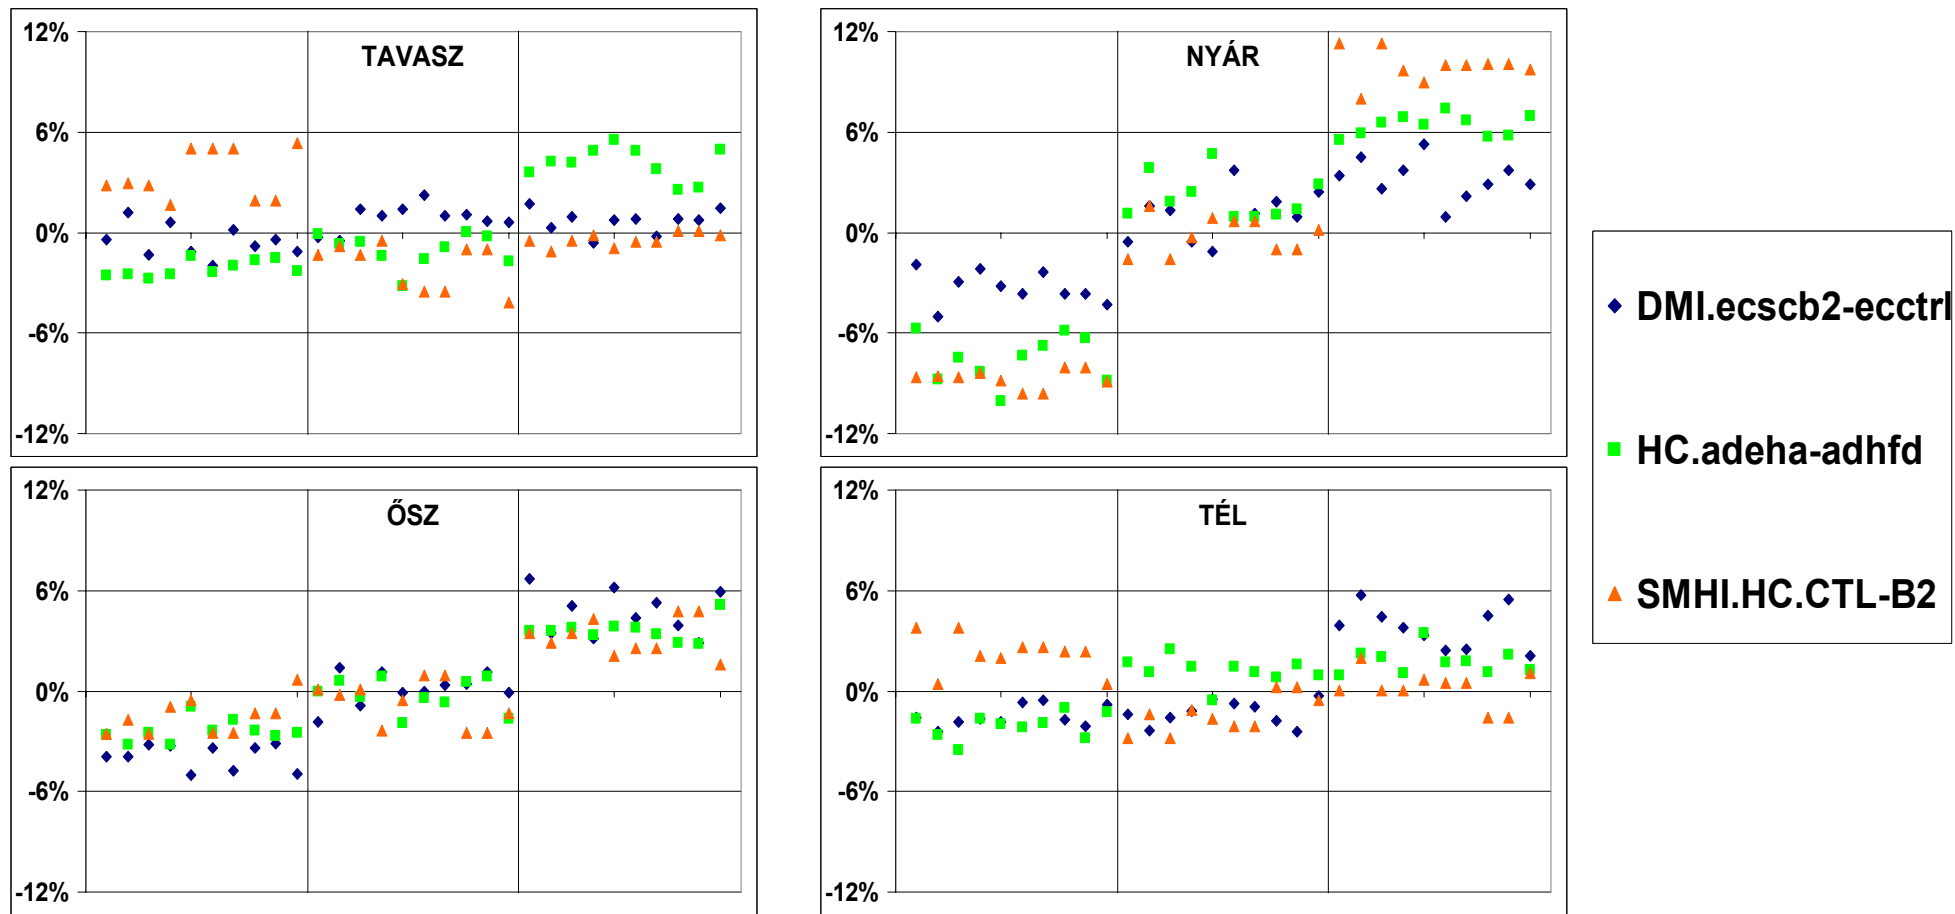 TAVASZ
12%
6%
0%
-6%
-12%
NYÁR
12%
6%
0%
-6%
-12%
ŐSZ
12%
6%
0%
-6%
-12%
TÉL
12%
6%
0%
-6%
-12%
DMI.ecscb2-ecctrl
HC.adeha-adhfd
SMHI.HC.CTL-B2